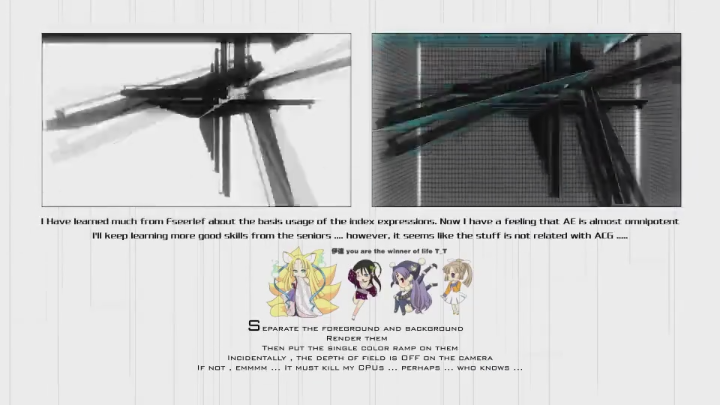 I Have learned much from Fseerlef about the basis usage of the index expressions. Now I have a feeling that AE is almost omnipotent
I'll keep learning more good skills from the seniors .... however, it seems like the stuff is not related with ACG .....
伊達 you are the winner of life T_T
Separate the foreground and background
Render them
Then put the single color ramp on them
Incidentally , the depth of field is OFF on the camera
If not , emmmm ... It must kill my CPUs ... perhaps ... who knows ...